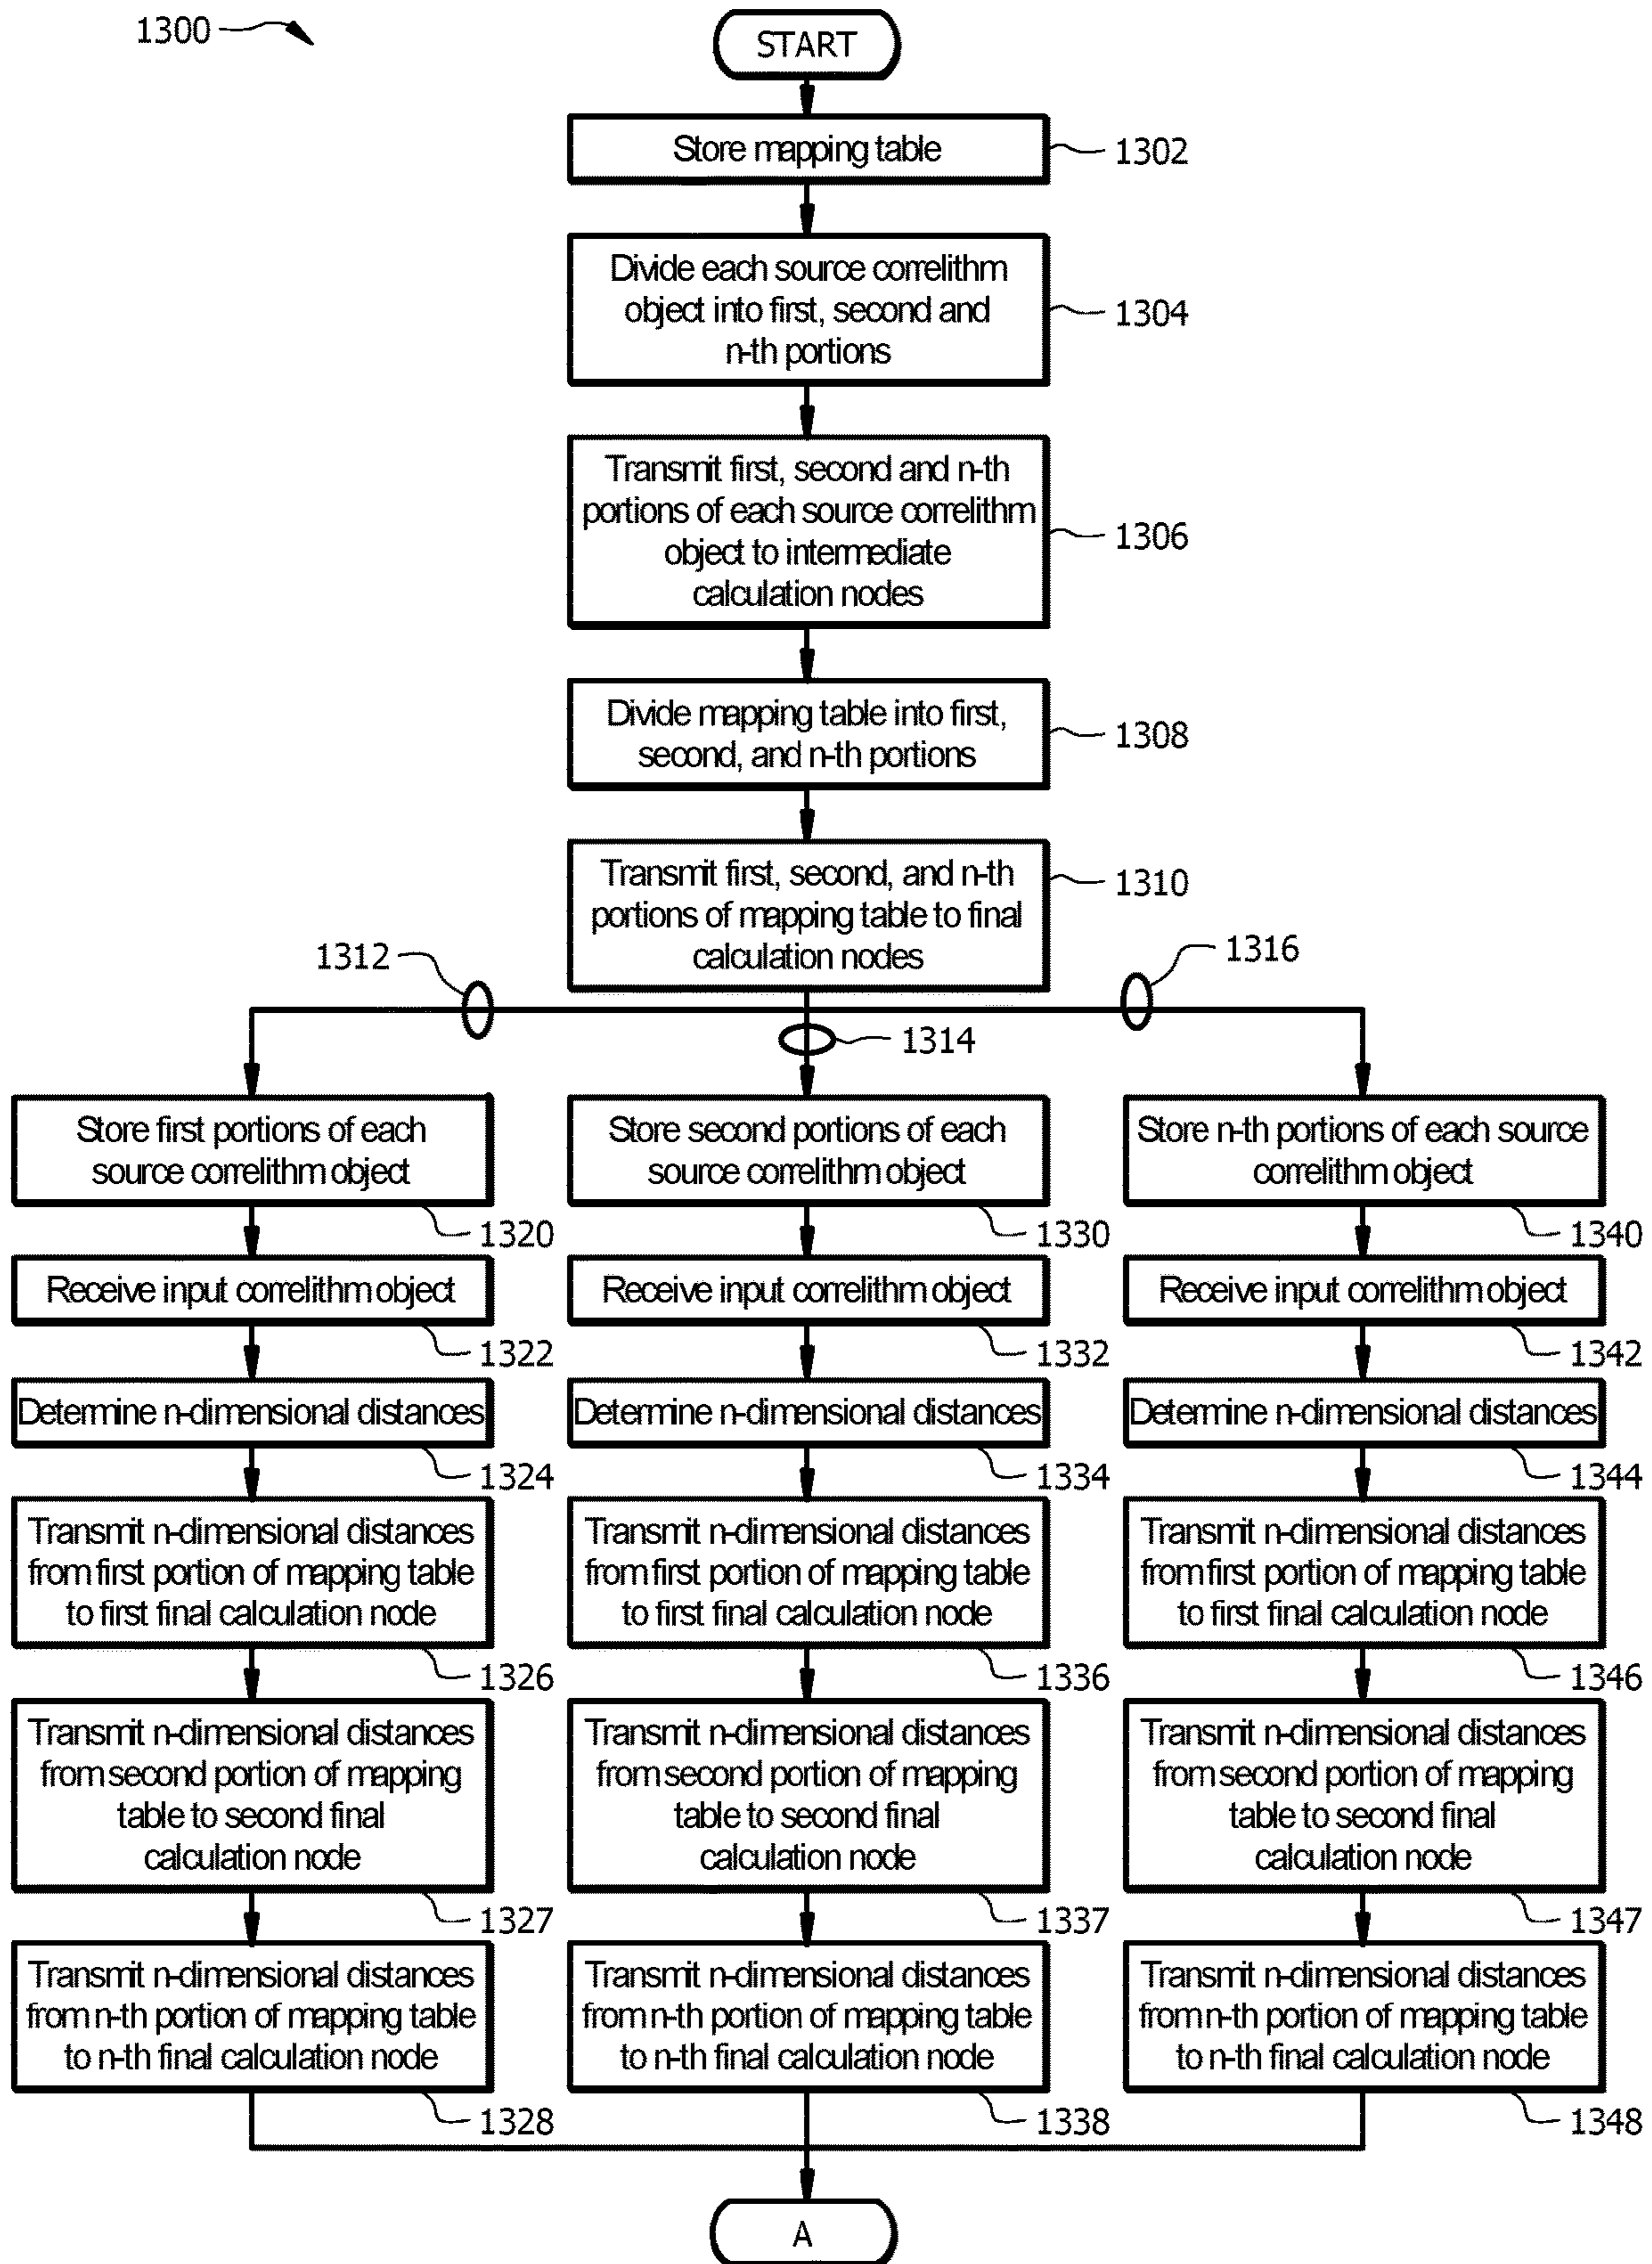 1300
START
Store mapping table
1302
Divide each source correlithm
object into first, second and
n-th portions
1304
Transmit first, second and n-th
portions of each source correlithm
object to intermediate
calculation nodes
1306
Divide mapping table into first,
second, and n-th portions
1308
Transmit first, second, and n-th
portions of mapping table to final
calculation nodes
1310
1312
1314
1316
Store first portions of each
source correlithm object
1320
Receive input correlithm object
1322
Determine n-dimensional distances
1324
Transmit n-dimensional distances
from first portion of mapping table
to first final calculation node
1326
Transmit n-dimensional distances
from second portion of mapping
table to second final
calculation node
1327
Transmit n-dimensional distances
from n-th portion of mapping table
to n-th final calculation node
1328
Store second portions of each
source correlithm object
1330
Receive input correlithm object
1332
Determine n-dimensional distances
1334
Transmit n-dimensional distances
from first portion of mapping table
to first final calculation node
1336
Transmit n-dimensional distances
from second portion of mapping
table to second final
calculation node
1337
Transmit n-dimensional distances
from n-th portion of mapping table
to n-th final calculation node
1338
Store n-th portions of each source
correlithm object
1340
Receive input correlithm object
1342
Determine n-dimensional distances
1344
Transmit n-dimensional distances
from first portion of mapping table
to first final calculation node
1346
Transmit n-dimensional distances
from second portion of mapping
table to second final
calculation node
1347
Transmit n-dimensional distances
from n-th portion of mapping table
to n-th final calculation node
1348
A